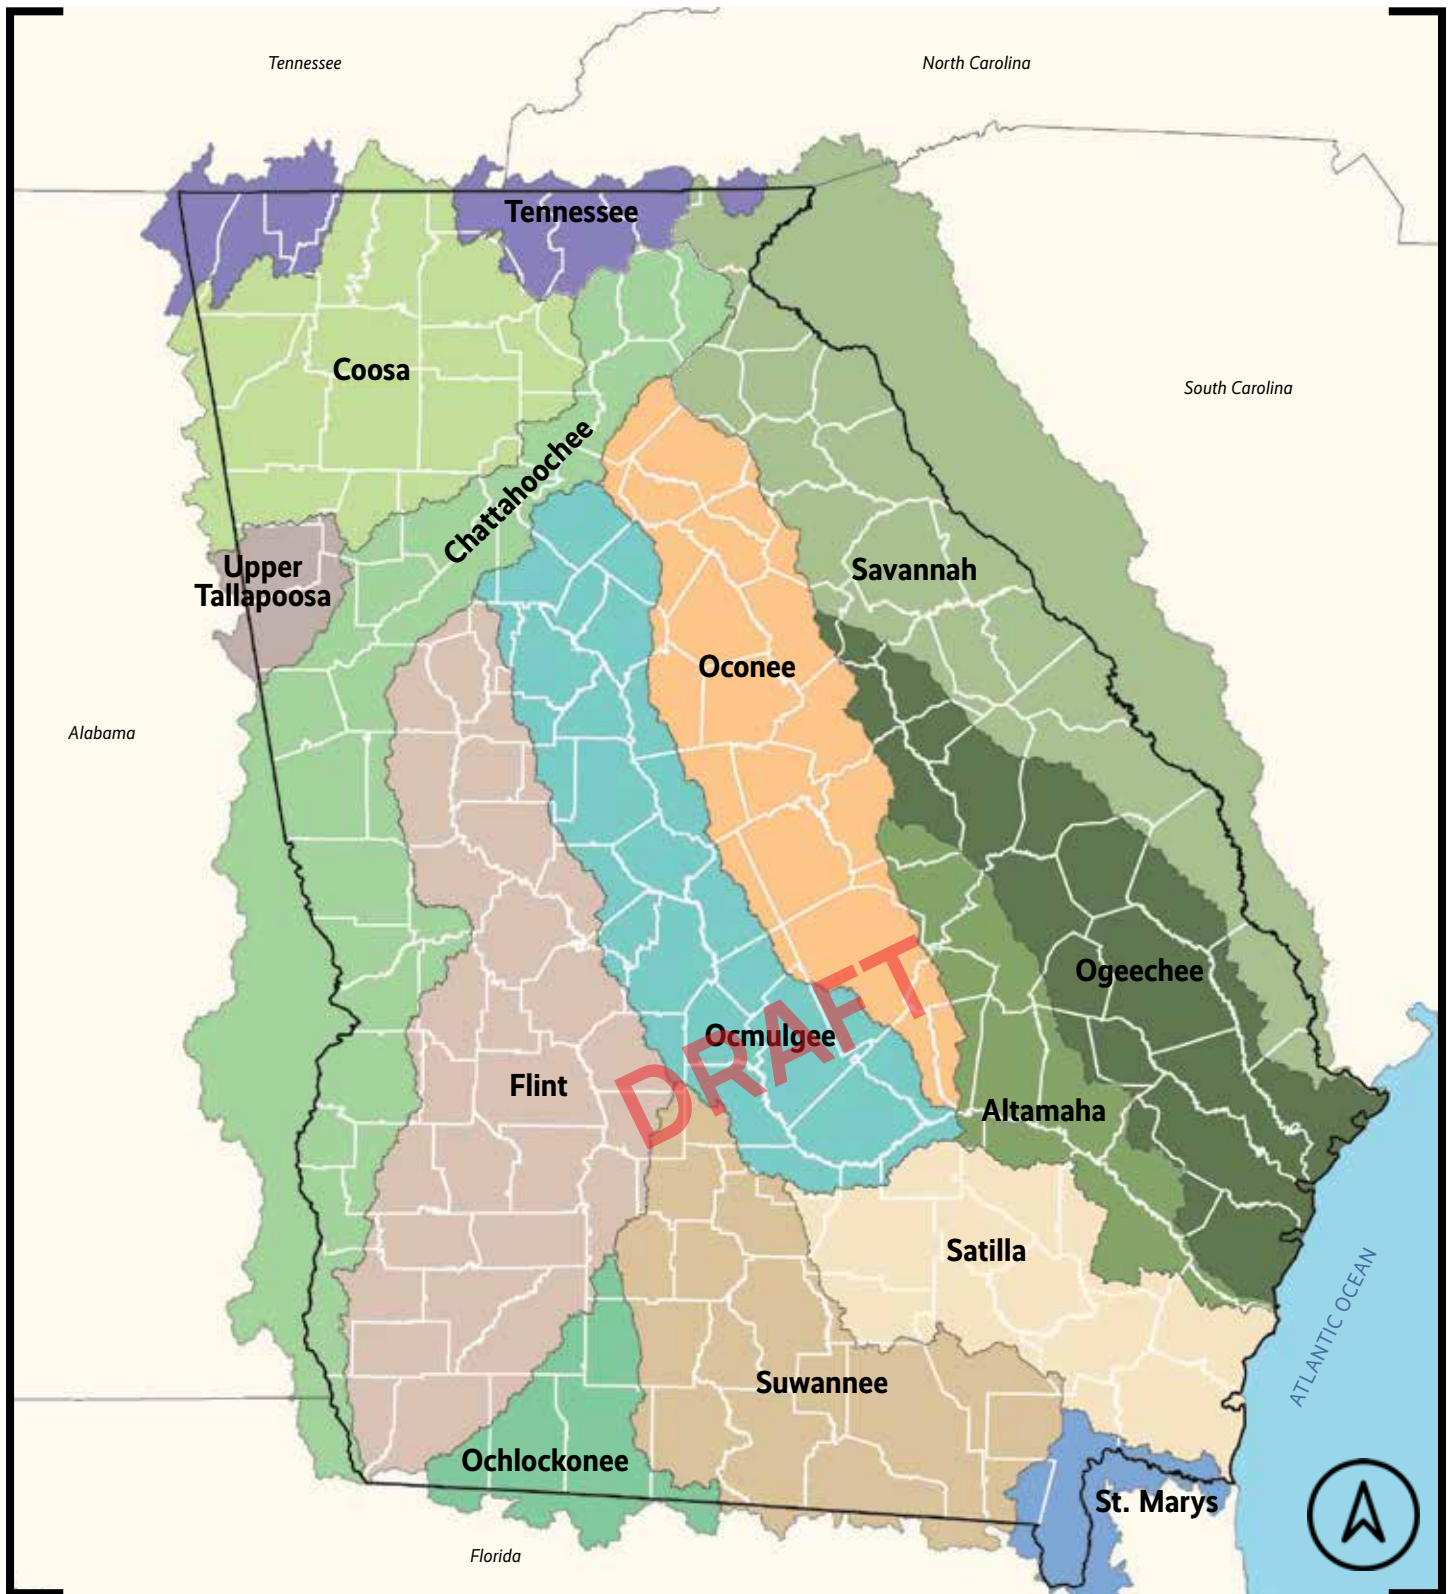 Tennessee
North Carolina
Tennessee
Coosa
South Carolina
Chattahoochee
Upper
Tallapoosa
Savannah
Oconee
Alabama
Ogeechee
DRAFT
Ocmulgee
Flint
Altamaha
Satilla
ATLANTIC OCEAN
Suwannee
Ochlockonee
St. Marys
Florida